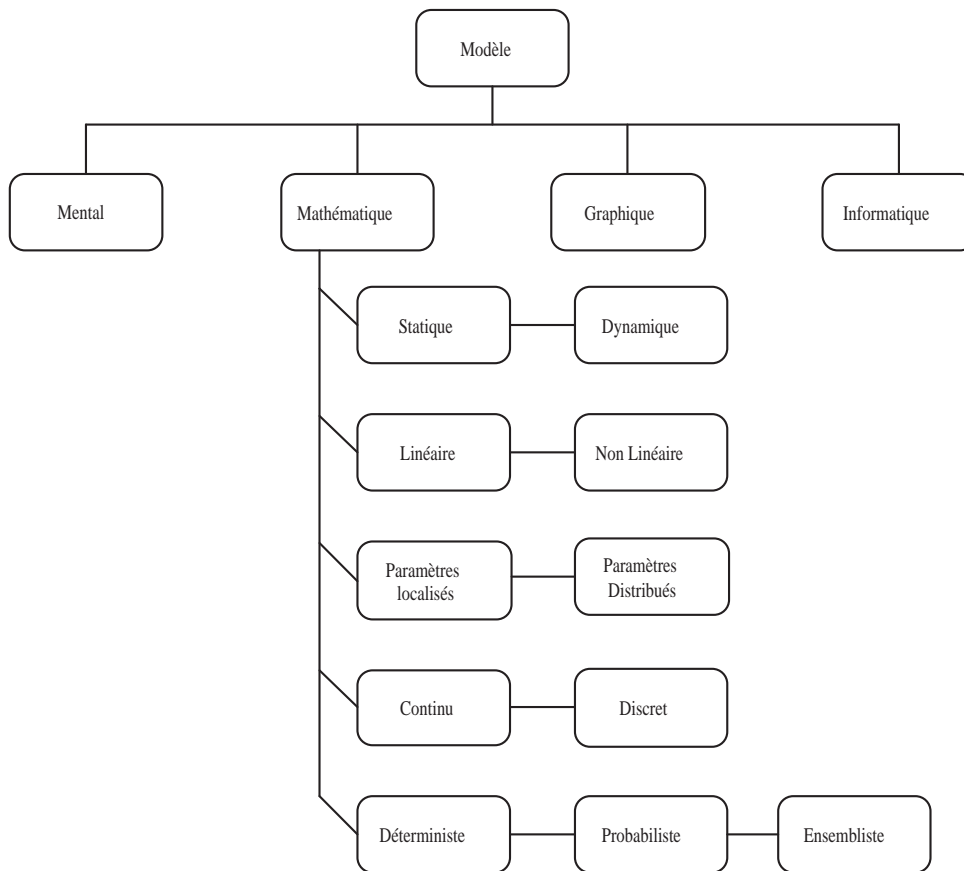 Modèle
Mental
Mathématique
Graphique
Informatique
Statique
Dynamique
Linéaire
Non Linéaire
Paramètres
localisés
Paramètres
Distribués
Continu
Discret
Déterministe
Probabiliste
Ensembliste